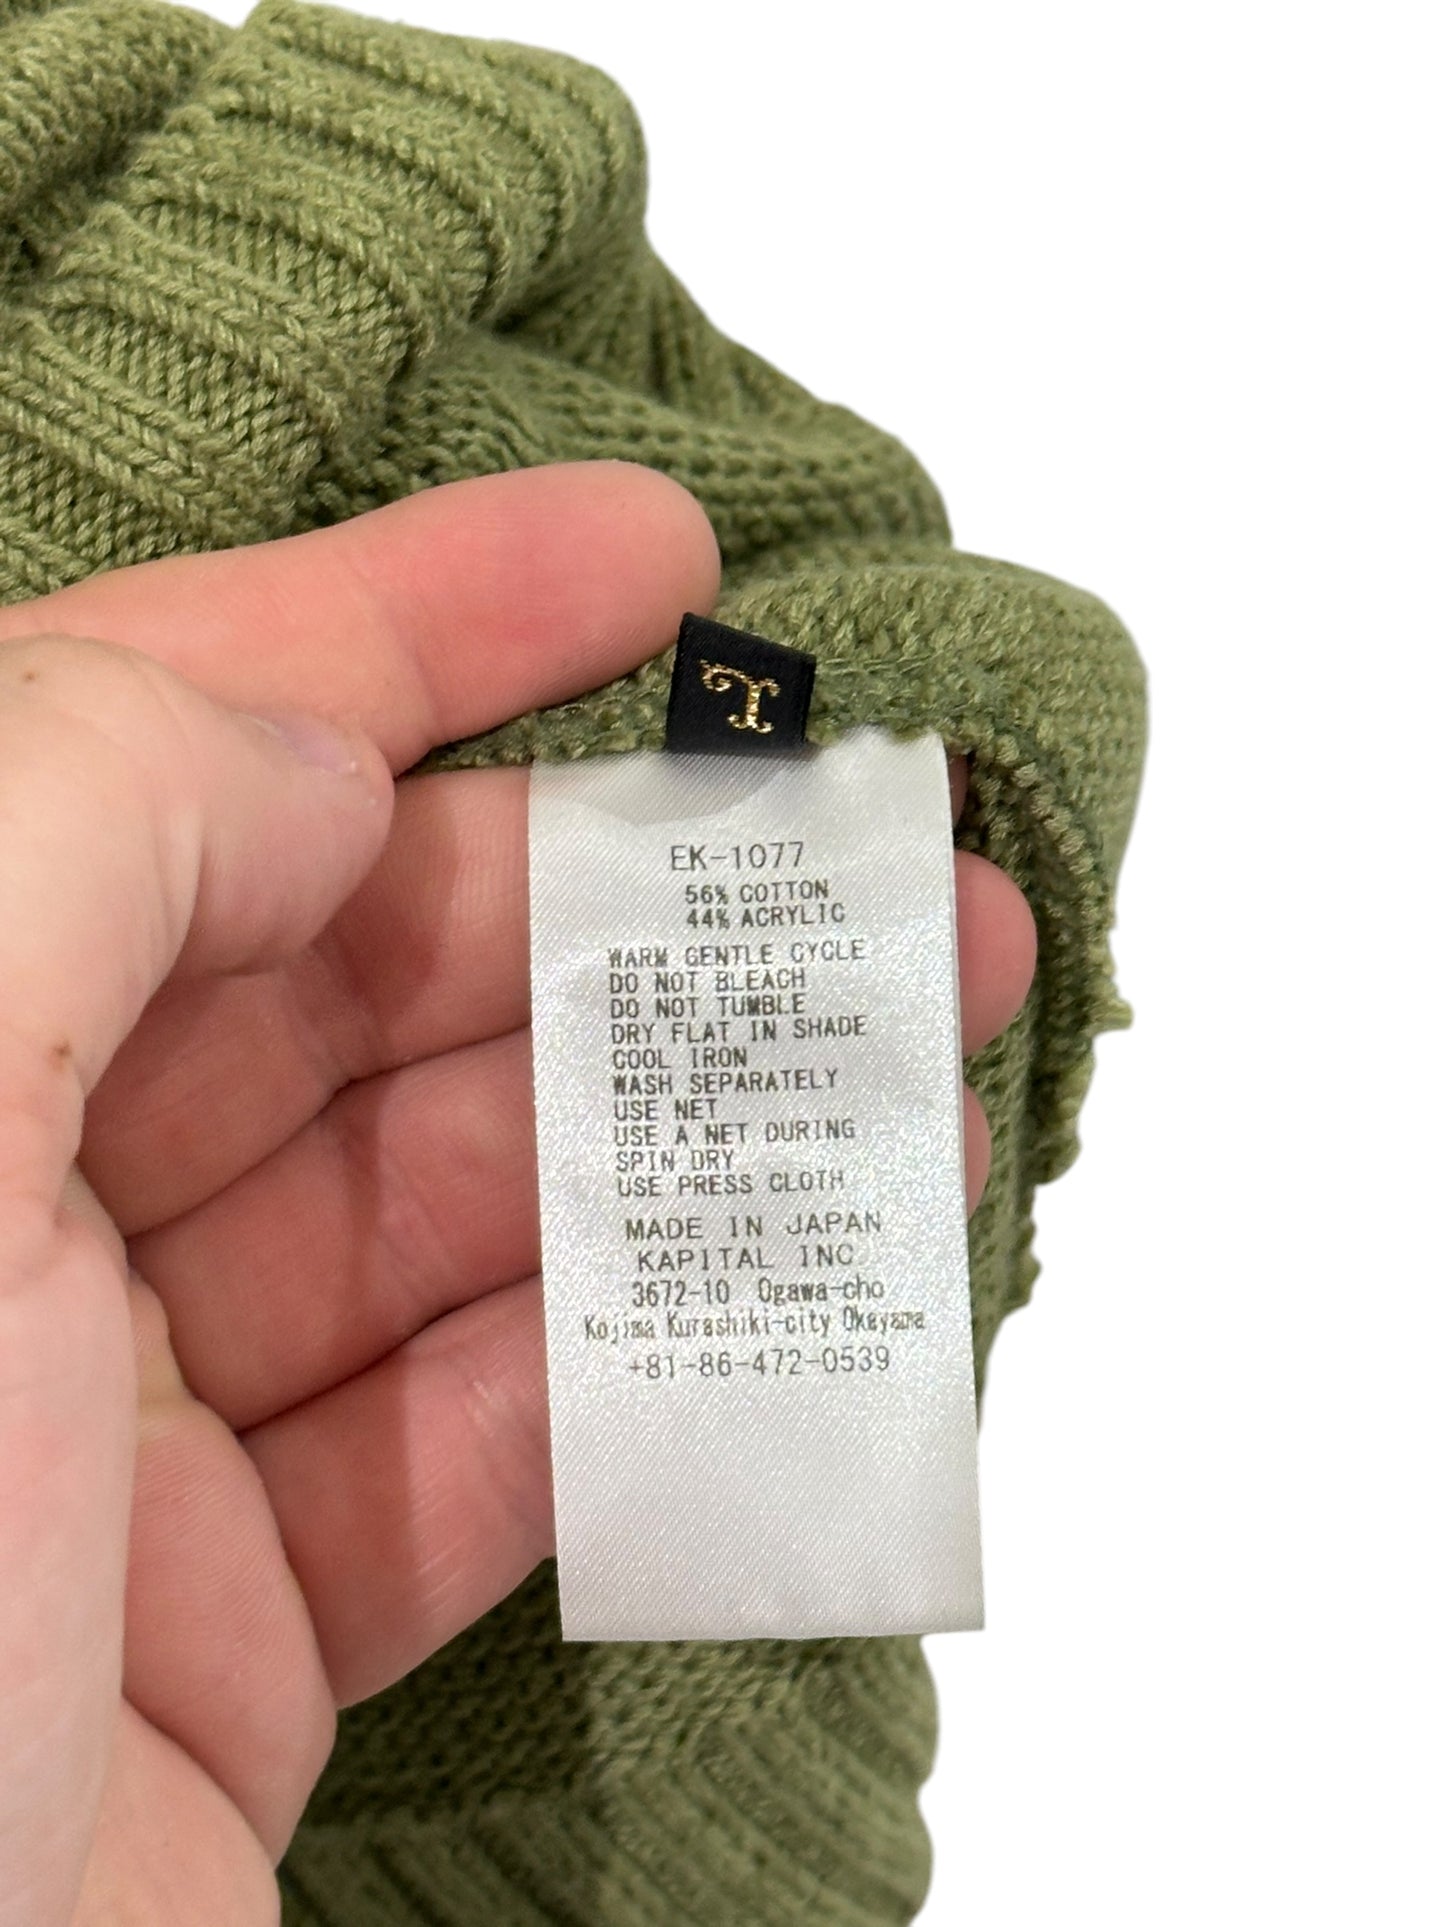 EK-1077
56% COTTON
44% ACRYLIC
WARM GENTLE CYCLE
DO NOT BLEACH
DO NOT TUMBLE
DRY FLAT IN SHADE
COOL IRON
WASH SEPARATELY
USE NET
USE A NET DURING
SPIN DRY
USE PRESS CLOTH
MADE IN JAPAN
KAPITAL INC.
3672-10 Ogawa-cho
Kojima Kurashiki-city Okayama
+81-86-472-0539